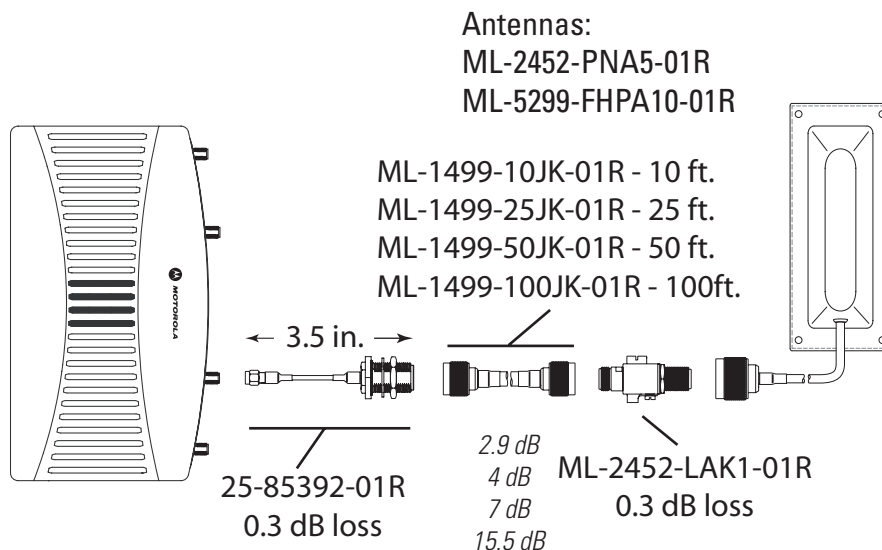 Antennas:
ML-2452-PNA5-01R
ML-5299-FHPA10-01R
ML-1499-10JK-01R - 10 ft.
ML-1499-25JK-01R - 25 ft.
ML-1499-50JK-01R - 50 ft.
ML-1499-100JK-01R - 100ft.
MOTOROLA
3.5 in.
25-85392-01R
0.3 dB loss
2.9 dB
4 dB
7 dB
15.5 dB
ML-2452-LAK1-01R
0.3 dB loss